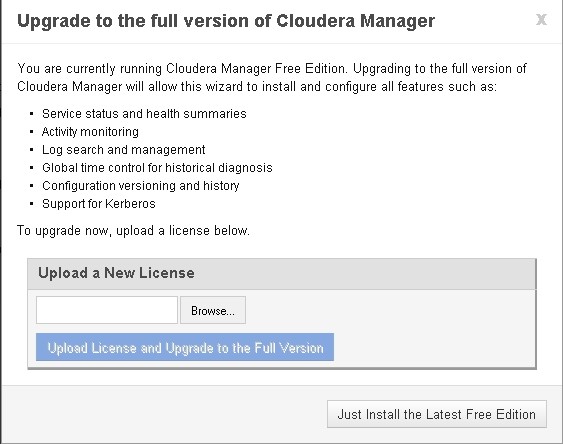 Upgrade to the full version of Cloudera Manager
x
You are currently running Cloudera Manager Free Edition. Upgrading to the full version of
Cloudera Manager will allow this wizard to install and configure all features such as:
• Service status and health summaries
• Activity monitoring
• Log search and management
• Global time control for historical diagnosis
• Configuration versioning and history
• Support for Kerberos
To upgrade now, upload a license below.
Upload a New License
Browse...
Upload License and Upgrade to the Full Version
Just Install the Latest Free Edition